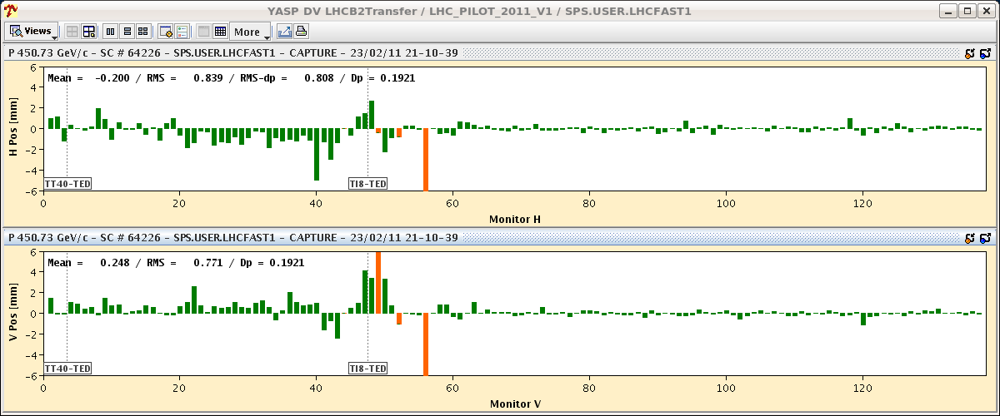 YASP DV LHCB2Transfer / LHC_PILOT_2011_V1 / SPS.USER.LHCFAST1
Views More
P 450.73 GeV/c - SC # 64226 - SPS.USER.LHCFAST1 - CAPTURE - 23/02/11 21-10-39
Mean = -0.200 / RMS = 0.839 / RMS-dp = 0.808 / Dp = 0.1921
H Pos [mm]
6
4
2
0
-2
-4
-6
TT40-TED TI8-TED
0 20 40 60 80 100 120
Monitor H
P 450.73 GeV/c - SC # 64226 - SPS.USER.LHCFAST1 - CAPTURE - 23/02/11 21-10-39
Mean = 0.248 / RMS = 0.771 / Dp = 0.1921
V Pos [mm]
6
4
2
0
-2
-4
-6
TT40-TED TI8-TED
0 20 40 60 80 100 120
Monitor V